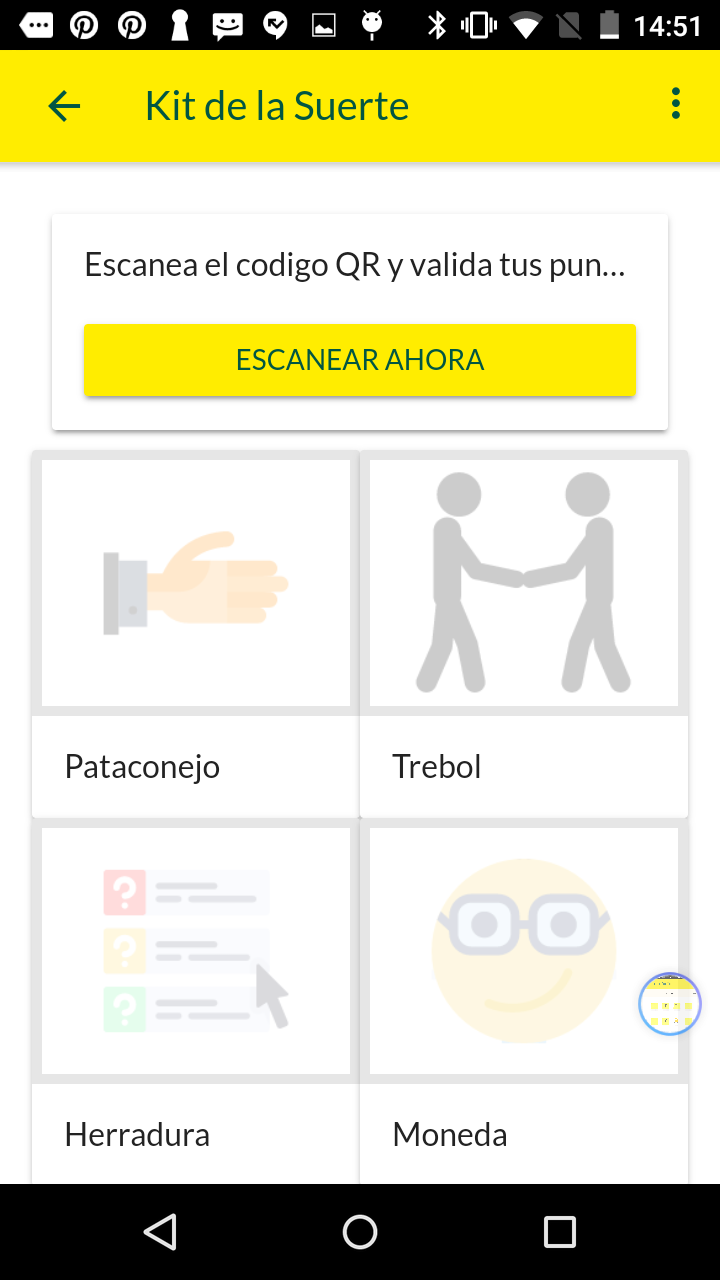 14:51
Kit de la Suerte
Escanea el codigo QR y valida tus pun...
ESCANEAR AHORA
Pataconejo
Trebol
? 
?
?
Herradura
Moneda